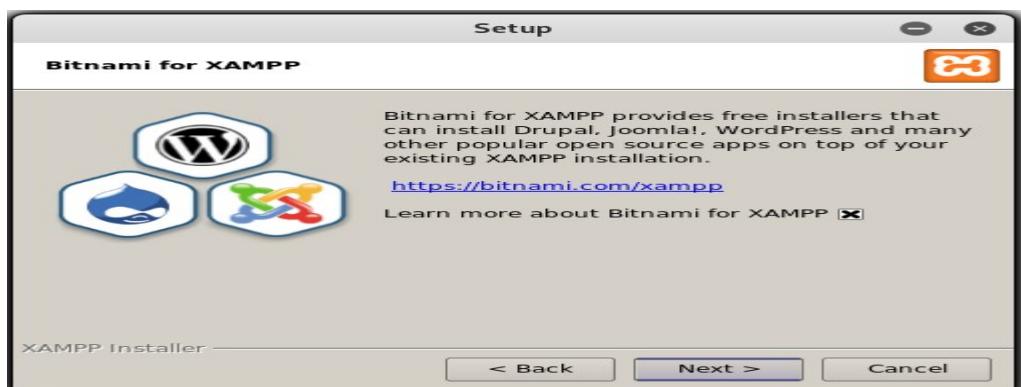 Setup
Bitnami for XAMPP
Bitnami for XAMPP provides free installers that
can install Drupal, Joomla!, WordPress and many
other popular open source apps on top of your
existing XAMPP installation.
https://bitnami.com/xampp
Learn more about Bitnami for XAMPP
XAMPP Installer
< Back
Next >
Cancel